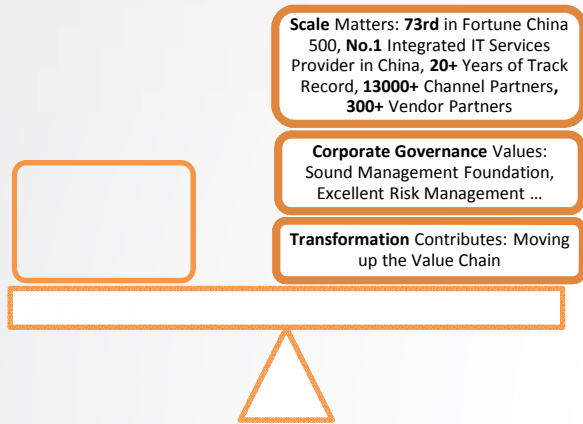 Scale Matters: 73rd in Fortune China
500, No.1 Integrated IT Services
Provider in China, 20+ Years of Track
Record, 13000+ Channel Partners,
300+ Vendor Partners
Corporate Governance Values:
Sound Management Foundation,
Excellent Risk Management ...
Transformation Contributes: Moving
up the Value Chain